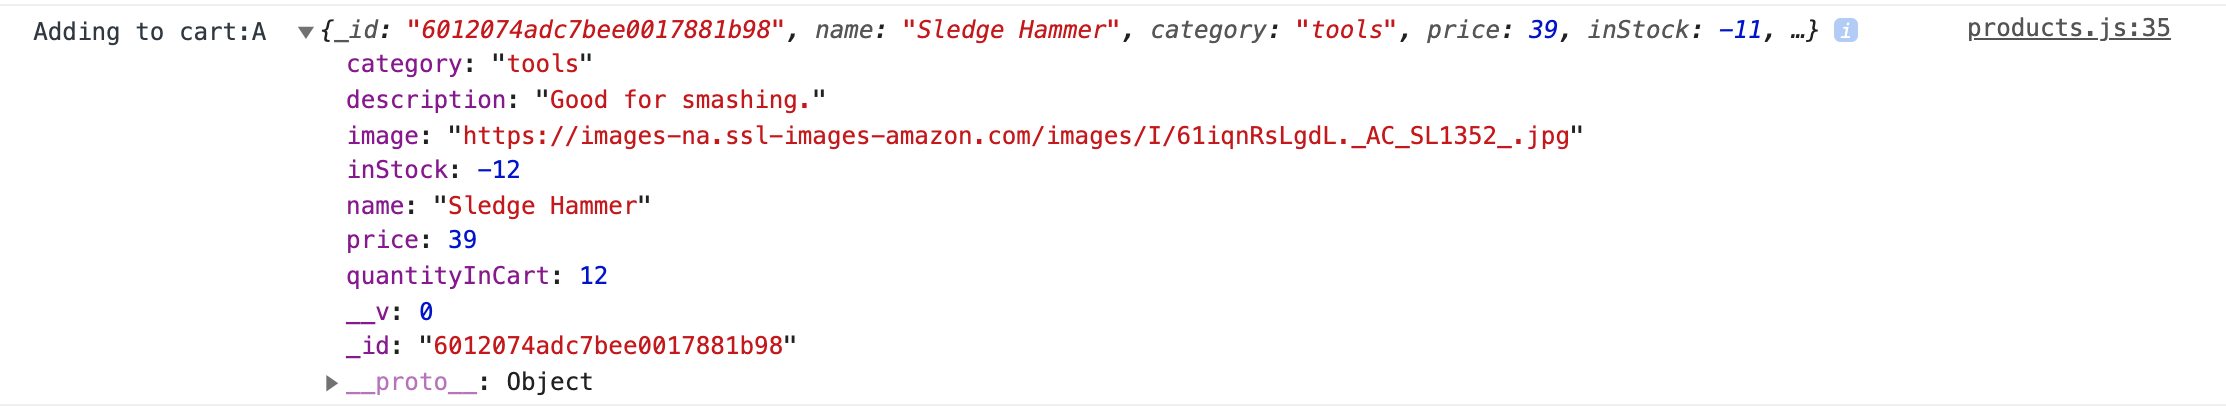 Adding to cart:A ▼{_id: "6012074adc7bee0017881b98", name: "Sledge Hammer", category: "tools", price: 39, inStock: -11, …} i products.js:35
category: "tools"
description: "Good for smashing."
image: "https://images-na.ssl-images-amazon.com/images/I/61iqnRsLgdL._AC_SL1352_.jpg"
inStock: -12
name: "Sledge Hammer"
price: 39
quantityInCart: 12
__v: 0
_id: "6012074adc7bee0017881b98"
▶ __proto__: Object